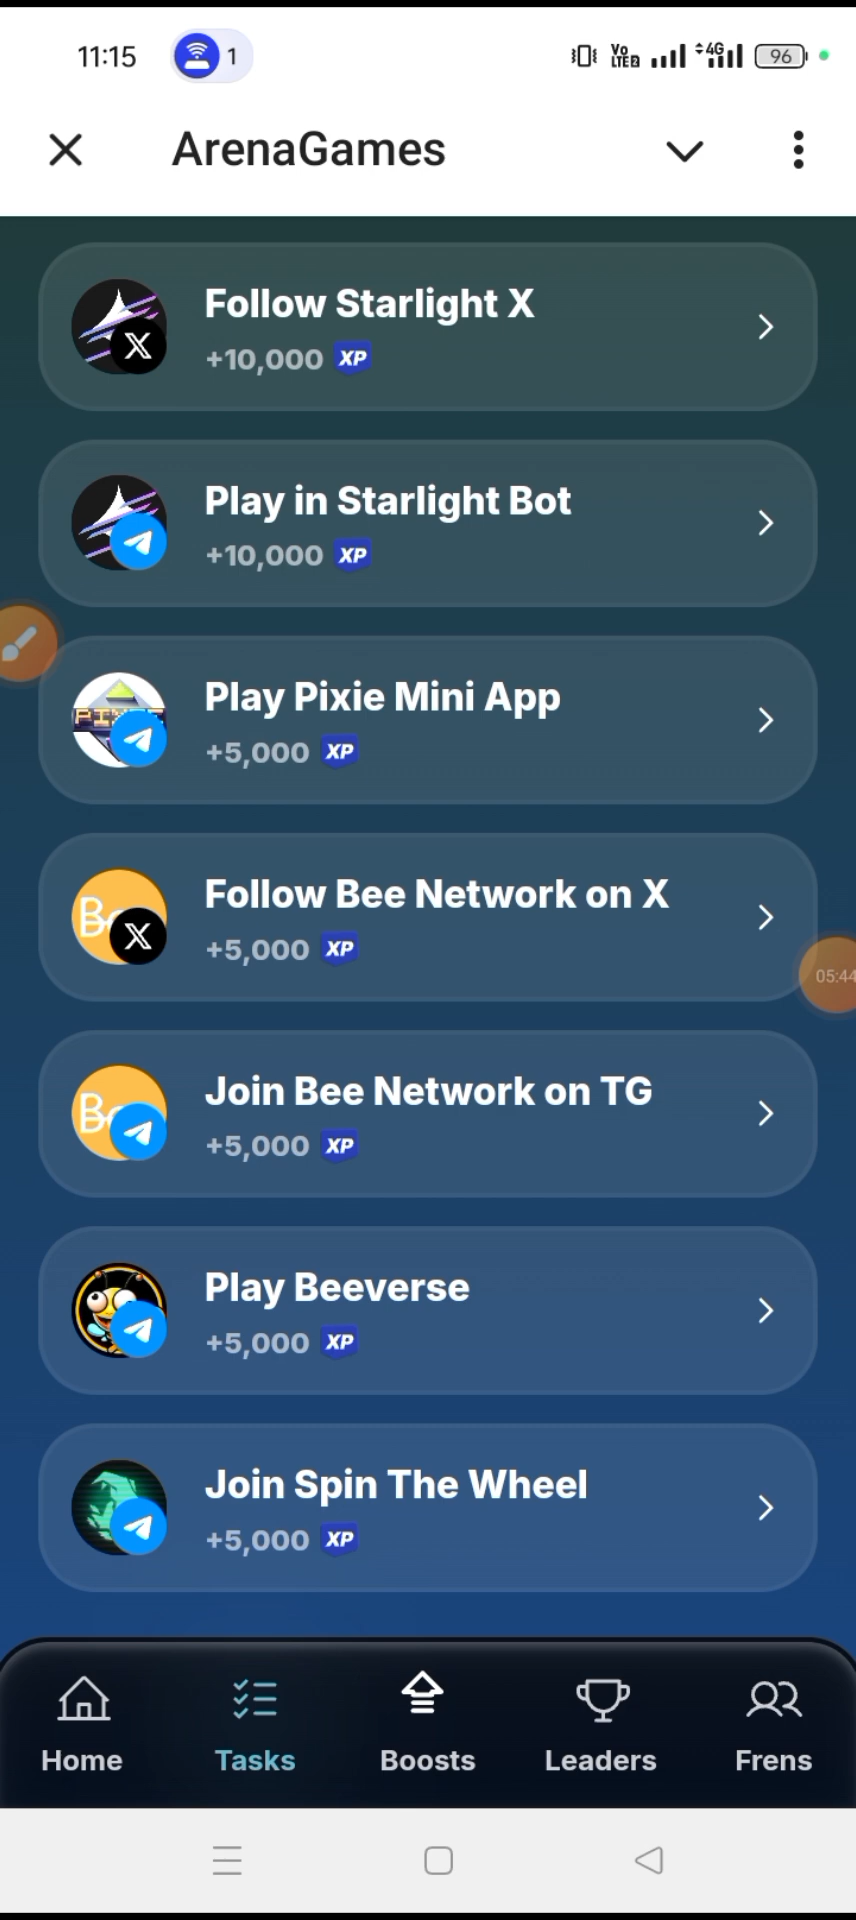 11:15
1
Vo
LTE2
4G
96
ArenaGames
Follow Starlight X
+10,000 XP
Play in Starlight Bot
+10,000 XP
Play Pixie Mini App
+5,000 XP
Follow Bee Network on X
+5,000 XP
05:44
Join Bee Network on TG
+5,000 XP
Play Beeverse
+5,000 XP
Join Spin The Wheel
+5,000 XP
Home
Tasks
Boosts
Leaders
Frens